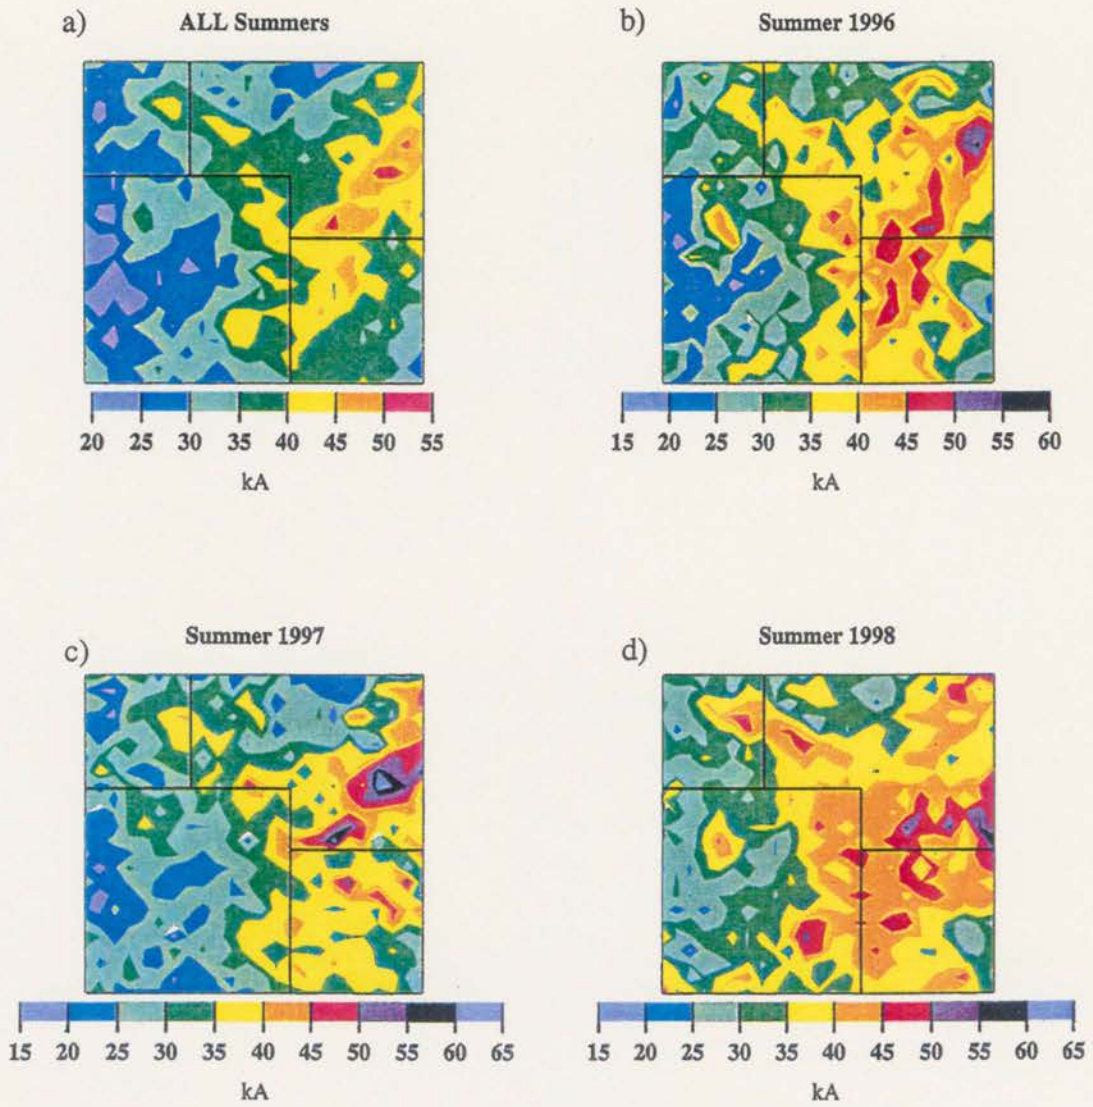 a)
ALL Summers
20 25 30 35 40 45 50 55
kA
b)
Summer 1996
15 20 25 30 35 40 45 50 60
kA
c)
Summer 1997
15 20 25 30 35 40 45 50 55 60 65
kA
d)
Summer 1998
15 20 25 30 35 40 45 50 55 60 65
kA